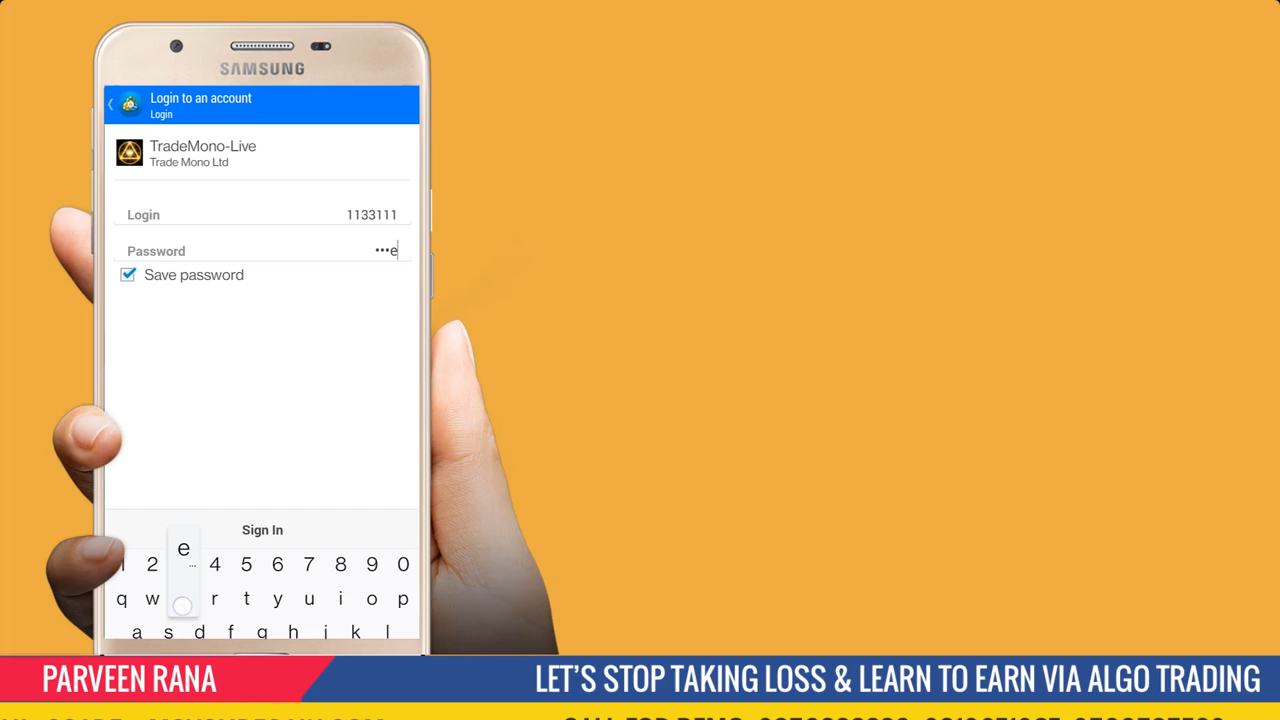 SAMSUNG
Login to an account
Login
TradeMono-Live
Trade Mono Ltd
Login 1133111
Password •••e
Save password
Sign In
e
...
2 4 5 6 7 8 9 0
q w r t y u i o p
a s d f g h j k l
PARVEEN RANA
LET’S STOP TAKING LOSS & LEARN TO EARN VIA ALGO TRADING